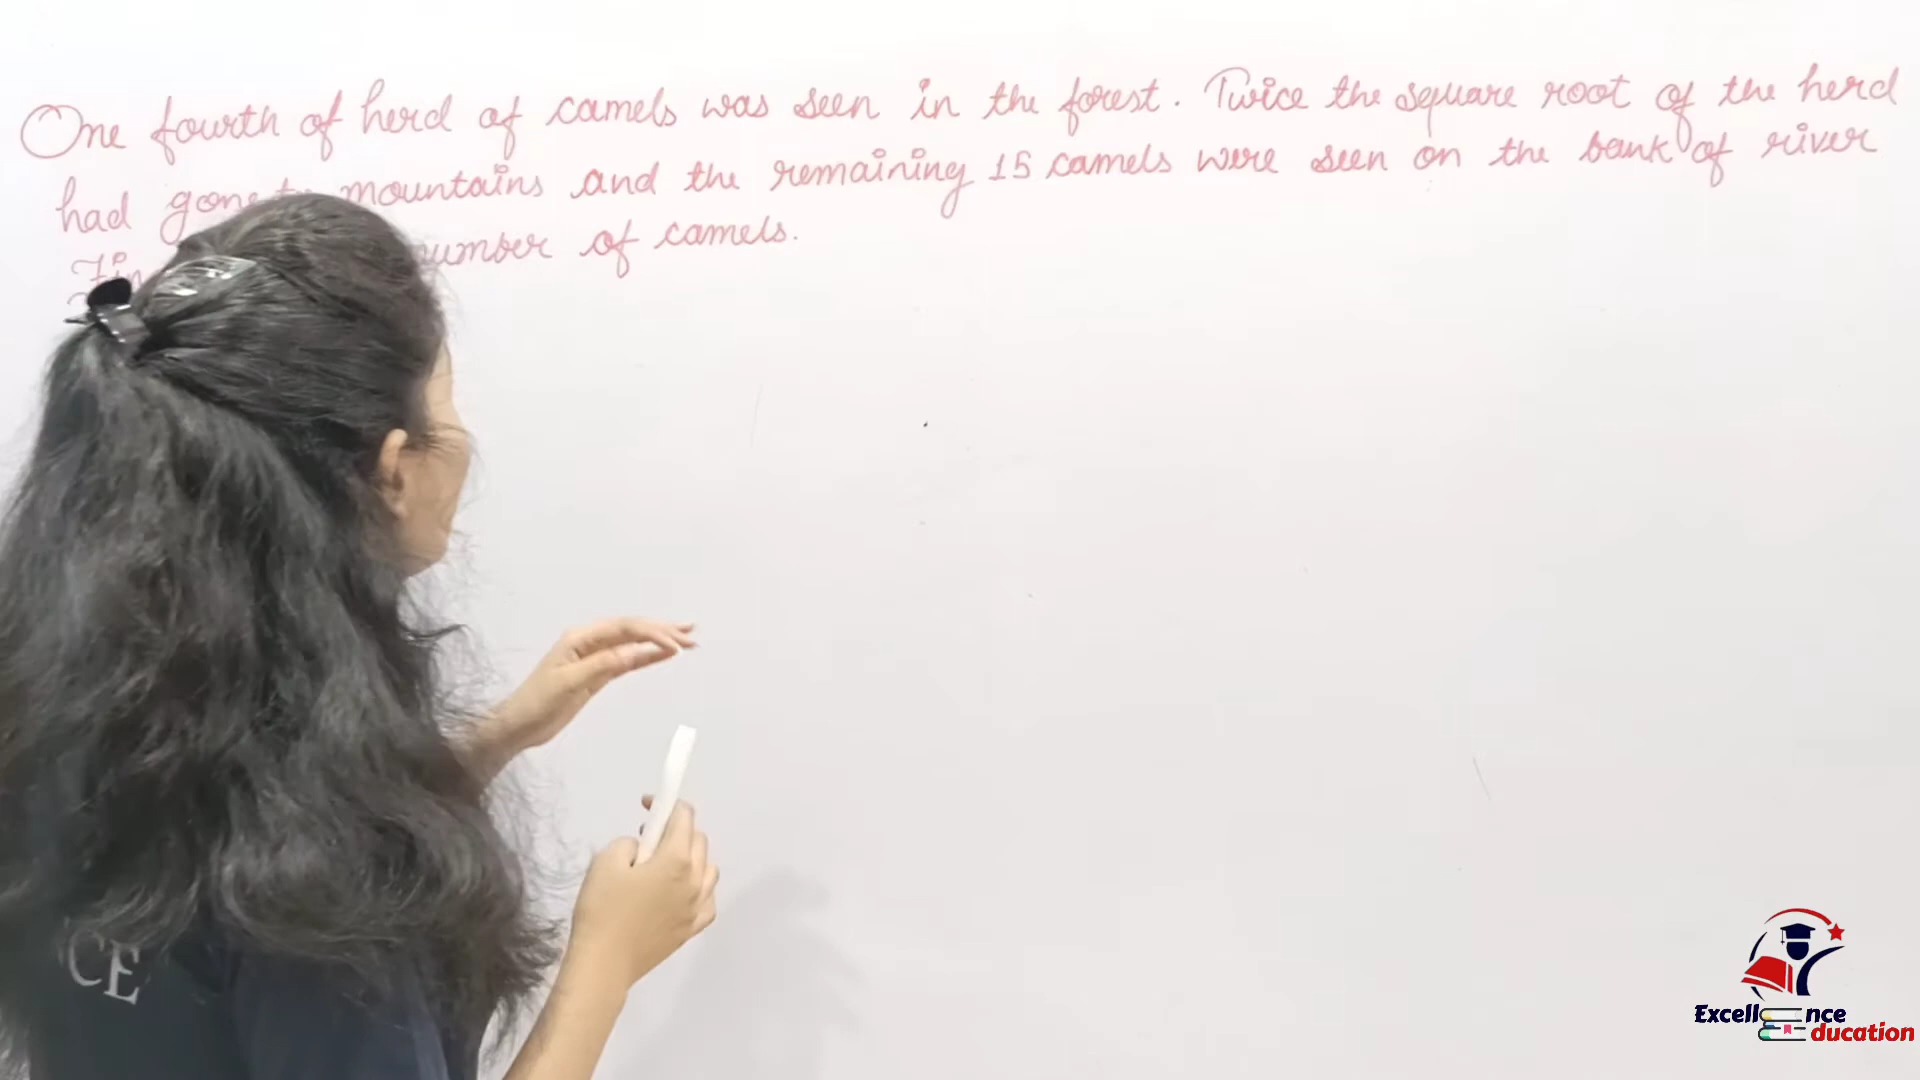 One fourth of herd of camels was seen in the forest. Twice the square root of the herd
had gone to mountains and the remaining 15 camels were seen on the bank of river
number of camels.
CE
Excellence
Education